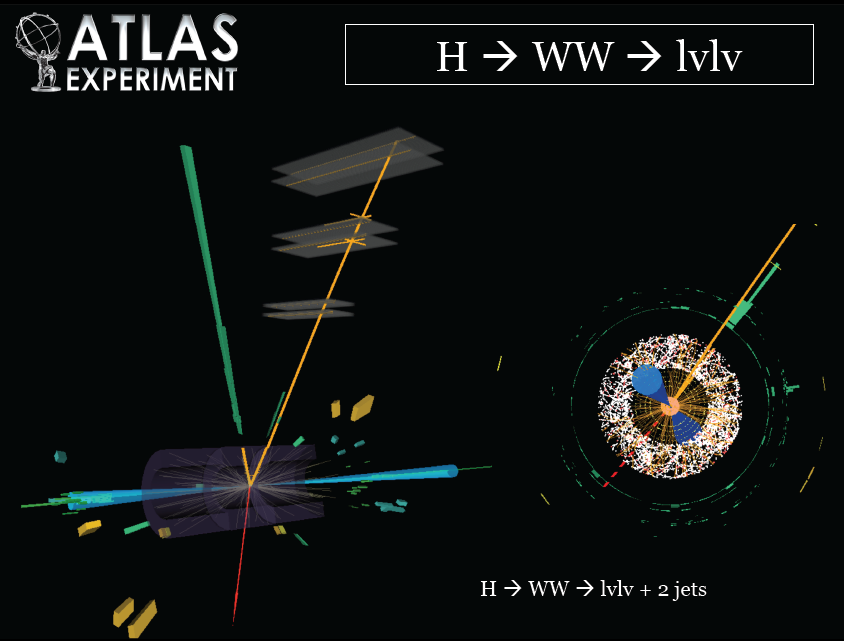 ATLAS
EXPERIMENT
H → WW → lvlv
H → WW → lvlv + 2 jets